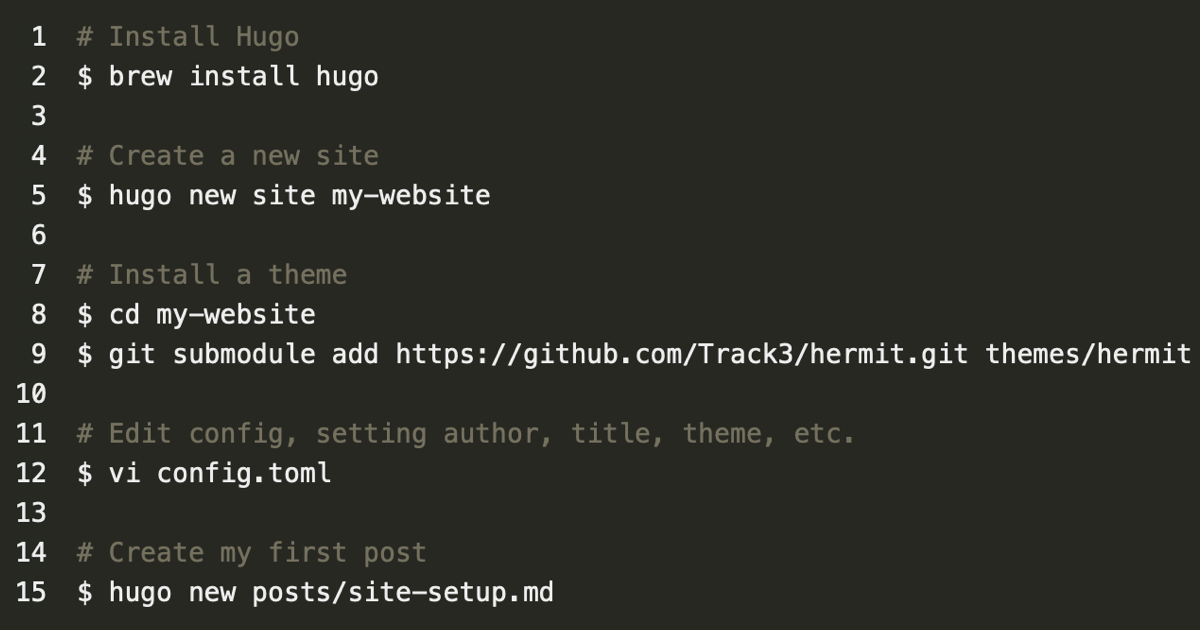 1 # Install Hugo
2 $ brew install hugo
3
4 # Create a new site
5 $ hugo new site my-website
6
7 # Install a theme
8 $ cd my-website
9 $ git submodule add https://github.com/Track3/hermit.git themes/hermit
10
11 # Edit config, setting author, title, theme, etc.
12 $ vi config.toml
13
14 # Create my first post
15 $ hugo new posts/site-setup.md